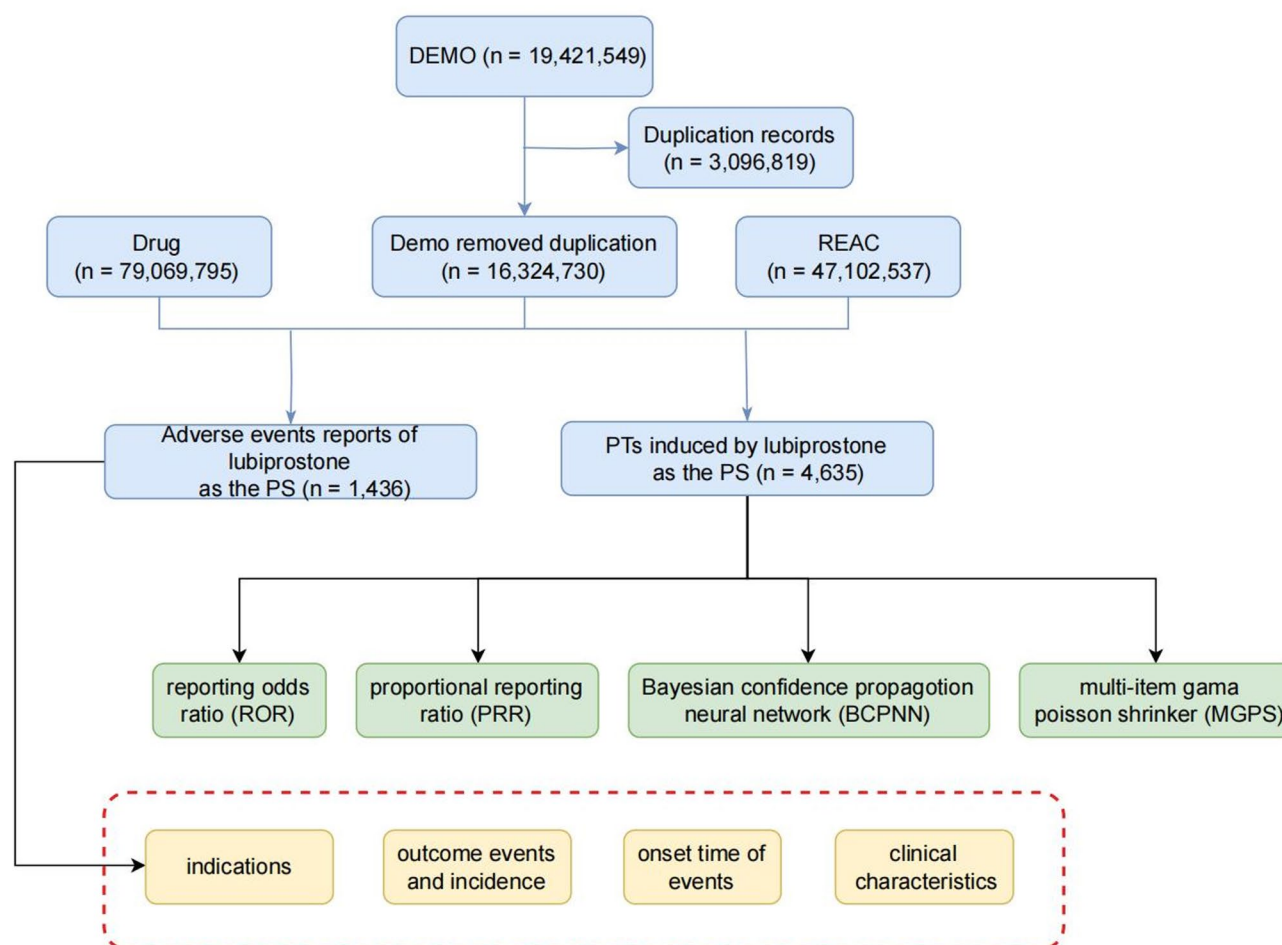 DEMO (n = 19,421,549)
Duplication records
(n = 3,096,819)
Drug
(n = 79,069,795)
Demo removed duplication
(n = 16,324,730)
REAC
(n = 47,102,537)
Adverse events reports of
lubiprostone
as the PS (n = 1,436)
PTs induced by lubiprostone
as the PS (n = 4,635)
reporting odds
ratio (ROR)
proportional reporting
ratio (PRR)
Bayesian confidence propagotion
neural network (BCPNN)
multi-item gama
poisson shrinker (MGPS)
indications
outcome events
and incidence
onset time of
events
clinical
characteristics